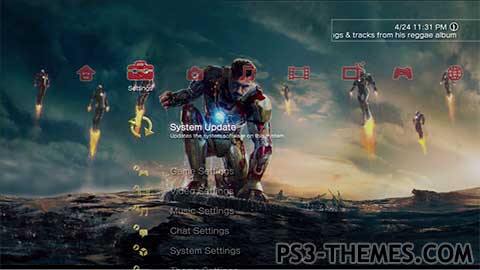 4/24 11:31 PM
gs & tracks from his reggae album
Settings
System Update
Updates the system software on this system.
Game Settings
Video Settings
Music Settings
Chat Settings
System Settings
Theme Settings
PS3-THEMES.COM